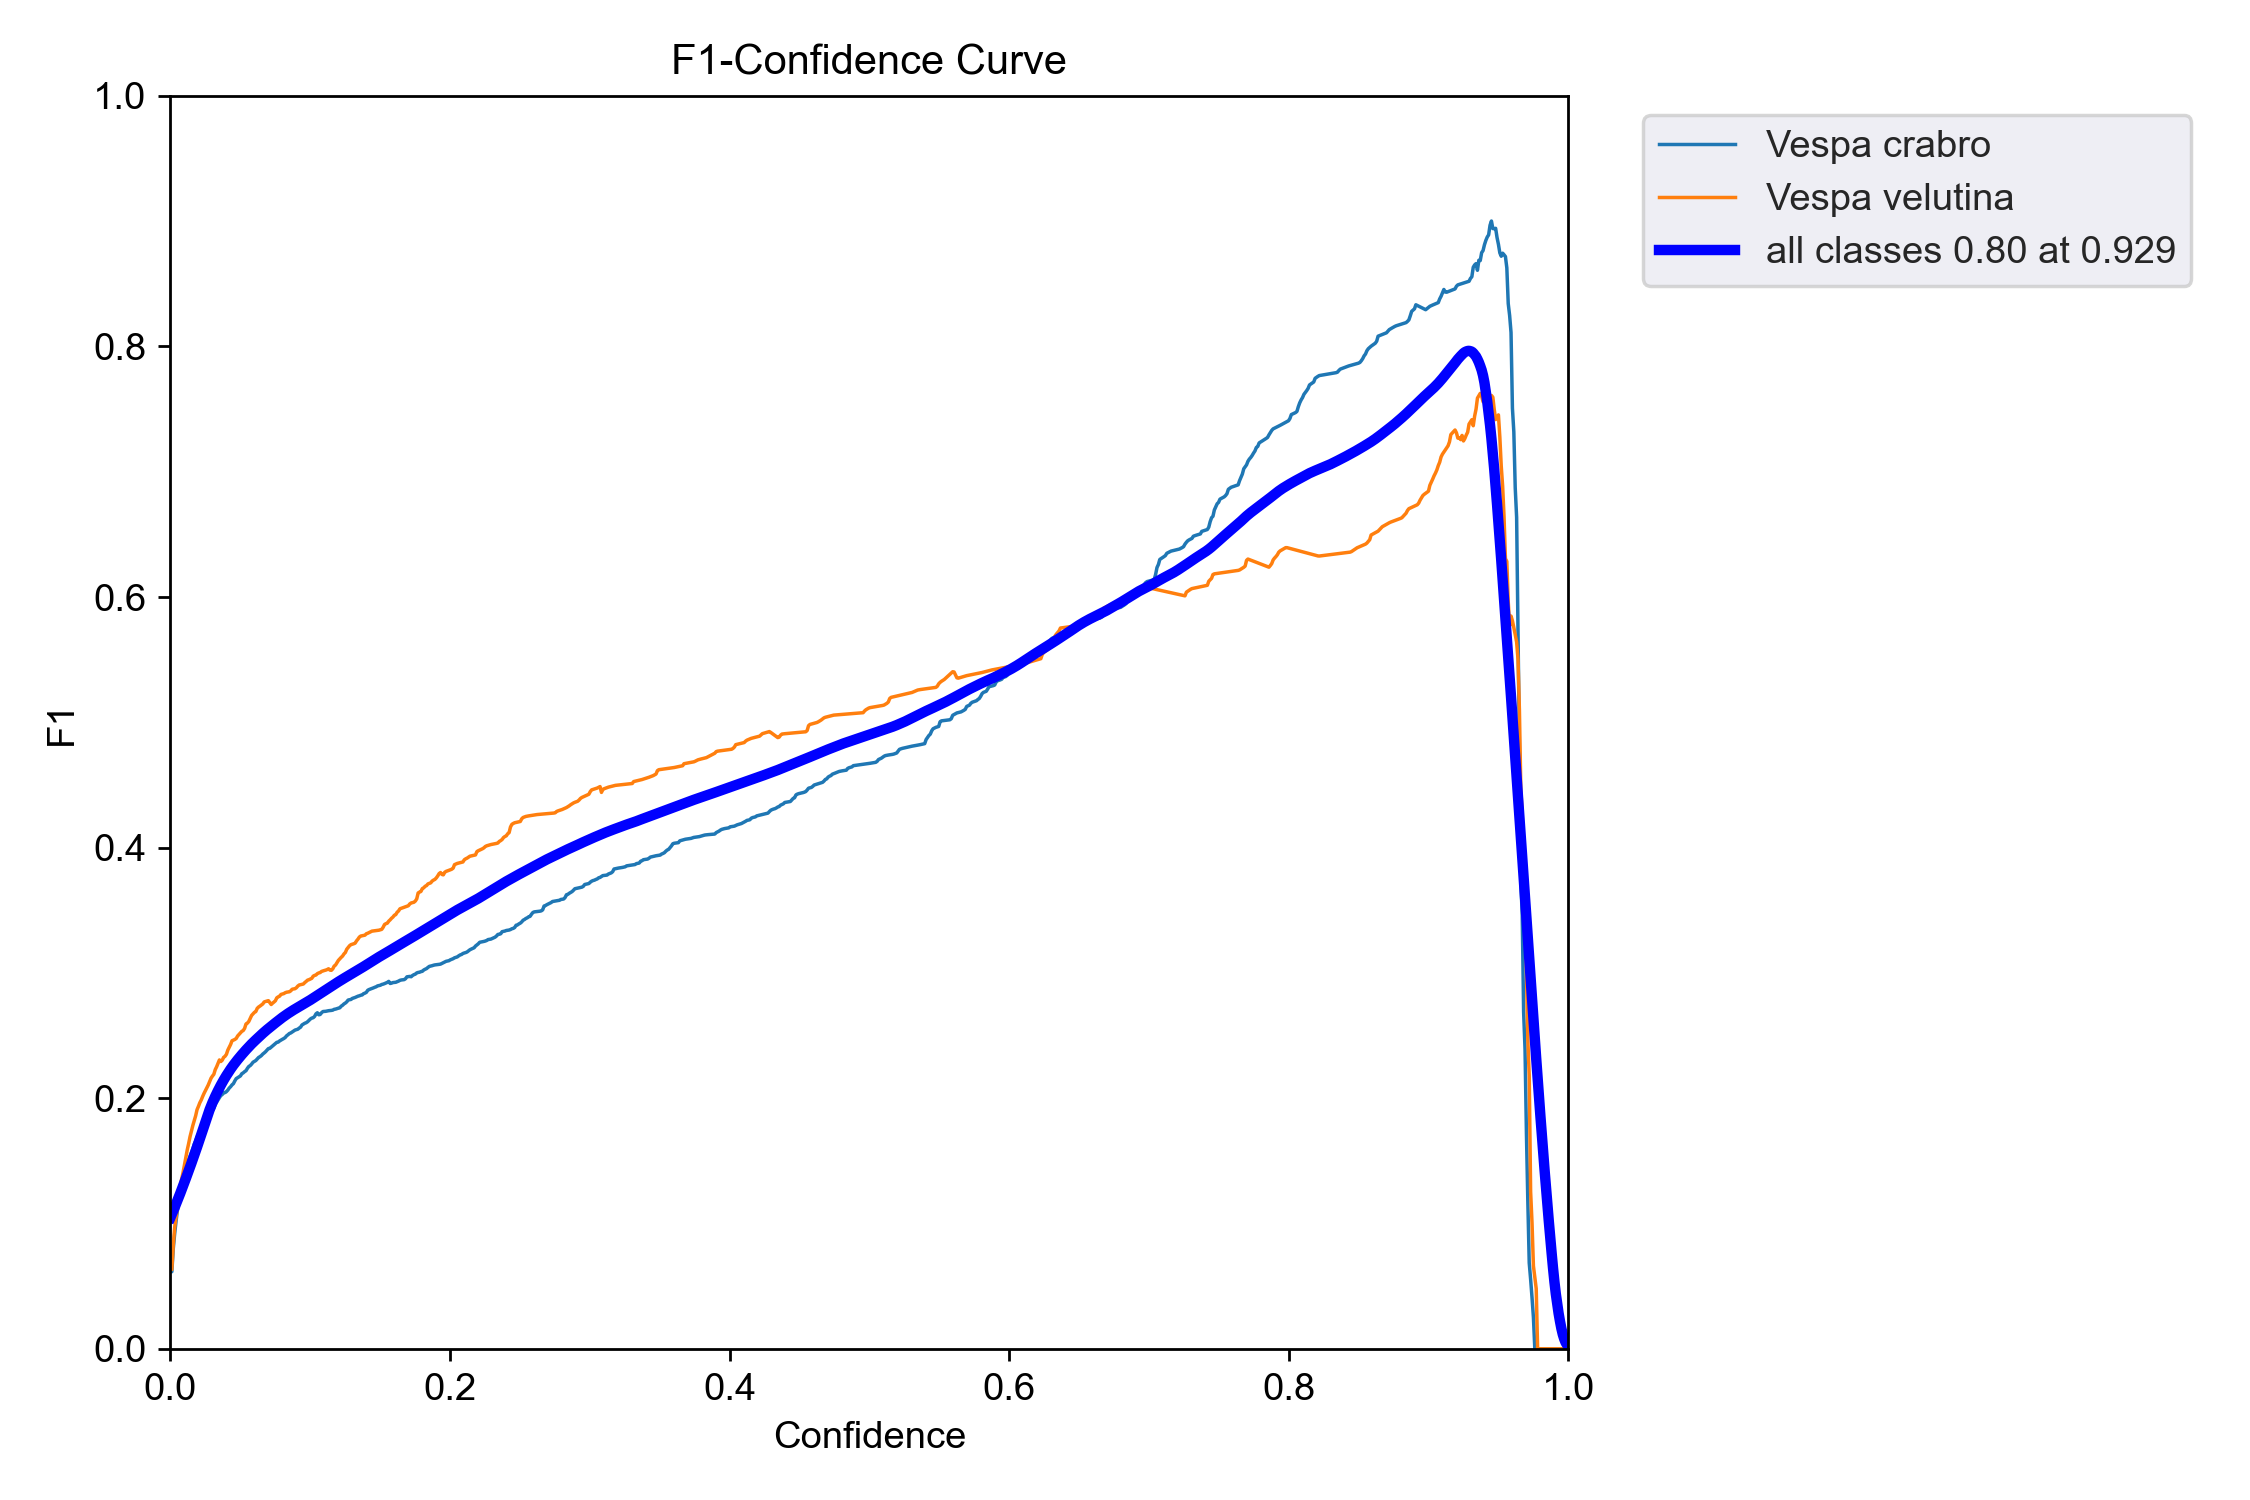 F1-Confidence Curve
1.0
0.8
0.6
0.4
0.2
0.0
F1
0.0 0.2 0.4 0.6 0.8 1.0
Confidence
Vespa crabro
Vespa velutina
all classes 0.80 at 0.929